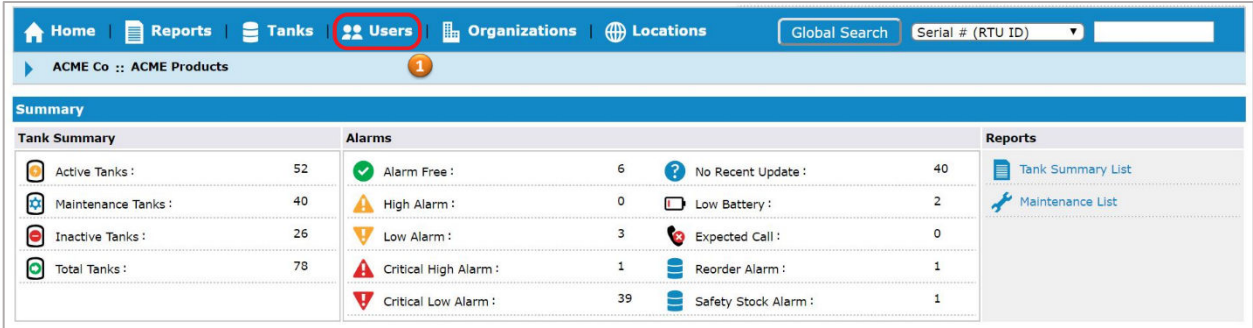 Home | Reports | Tanks | Users | Organizations | Locations Global Search Serial # (RTU ID)
ACME Co :: ACME Products 1
Summary
Tank Summary Alarms Reports
Active Tanks : 52 Alarm Free : 6 No Recent Update : 40 Tank Summary List
Maintenance Tanks : 40 High Alarm : 0 Low Battery : 2 Maintenance List
Inactive Tanks : 26 Low Alarm : 3 Expected Call : 0
Total Tanks : 78 Critical High Alarm : 1 Reorder Alarm : 1
Critical Low Alarm : 39 Safety Stock Alarm : 1